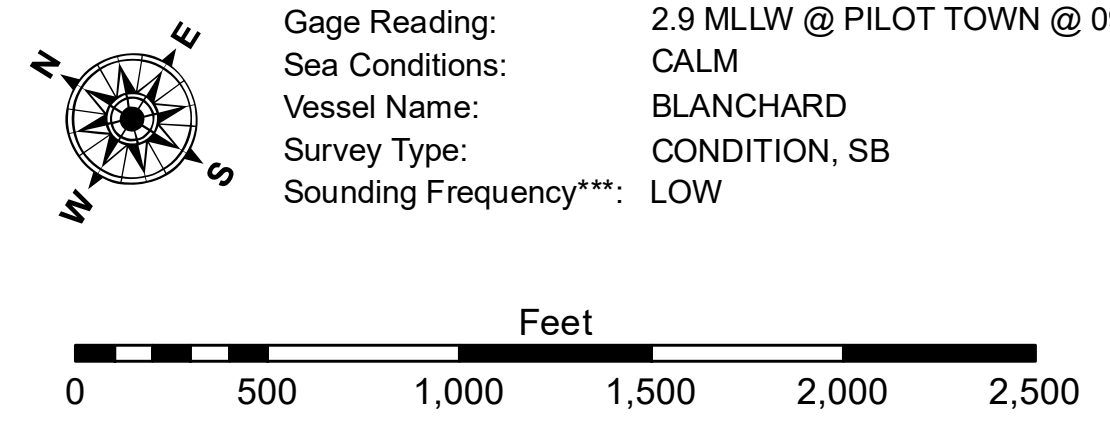 N
E
S
W
Gage Reading: 2.9 MLLW @ PILOT TOWN @ 09
Sea Conditions: CALM
Vessel Name: BLANCHARD
Survey Type: CONDITION, SB
Sounding Frequency***: LOW
Feet
0 500 1,000 1,500 2,000 2,500